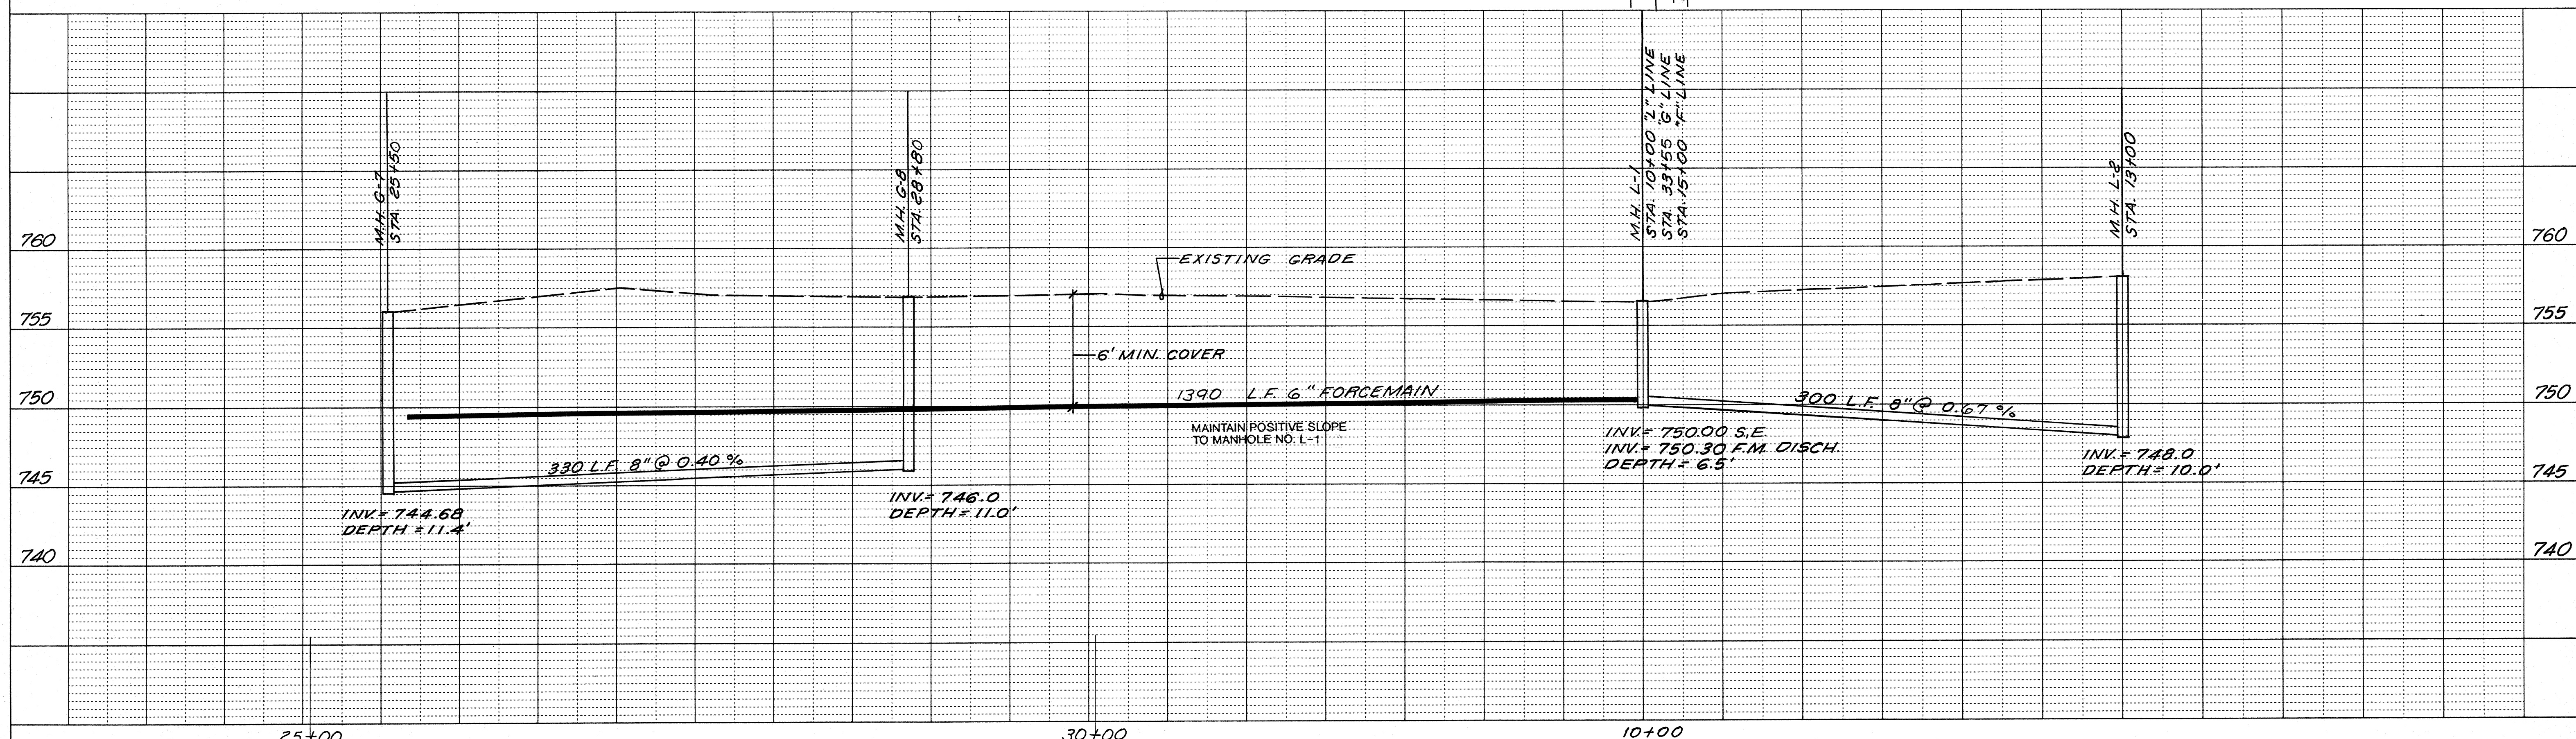 M.H. G-7
STA. 25+50
M.H. G-8
STA. 28+80
M.H. L-1
STA. 10+00 "L" LINE
STA. 33+55 "G" LINE
STA. 15+00 "F" LINE
M.H. L-2
STA. 13+00
760
760
EXISTING GRADE
755
755
6' MIN. COVER
750
1390 L.F. 6" FORCEMAIN
300 L.F. 8" @ 0.67 %
750
MAINTAIN POSITIVE SLOPE
TO MANHOLE NO. L-1
INV.= 750.00 S.E.
INV.= 750.30 F.M. DISCH.
DEPTH = 6.5'
330 L.F. 8" @ 0.40 %
INV.= 748.0
DEPTH = 10.0'
745
745
INV.= 746.0
DEPTH = 11.0'
INV.= 744.68
DEPTH = 11.4'
740
740
25+00
30+00
10+00